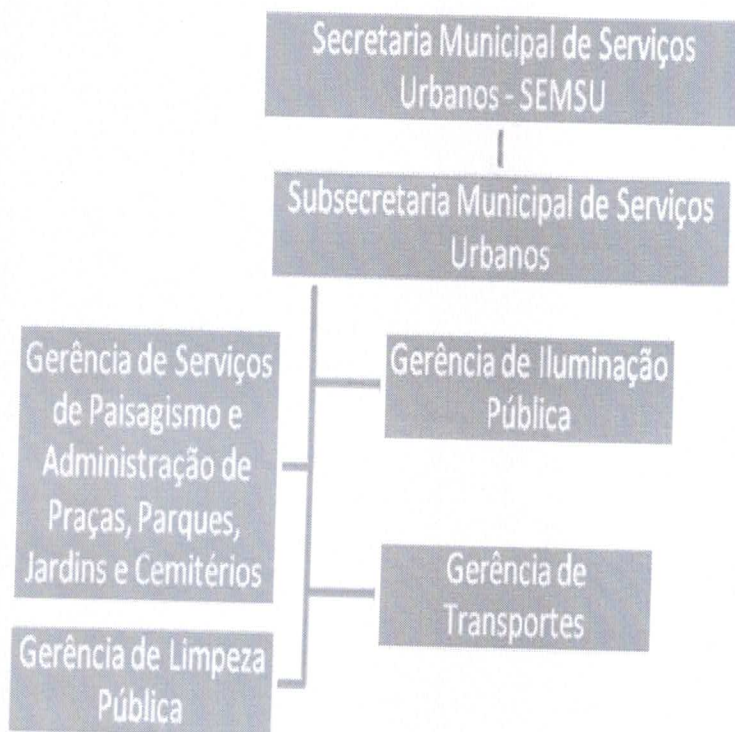 Secretaria Municipal de Serviços
Urbanos - SEMSU
Subsecretaria Municipal de Serviços
Urbanos
Gerência de Serviços
de Paisagismo e
Administração de
Praças, Parques,
Jardins e Cemitérios
Gerência de Iluminação
Pública
Gerência de
Transportes
Gerência de Limpeza
Pública